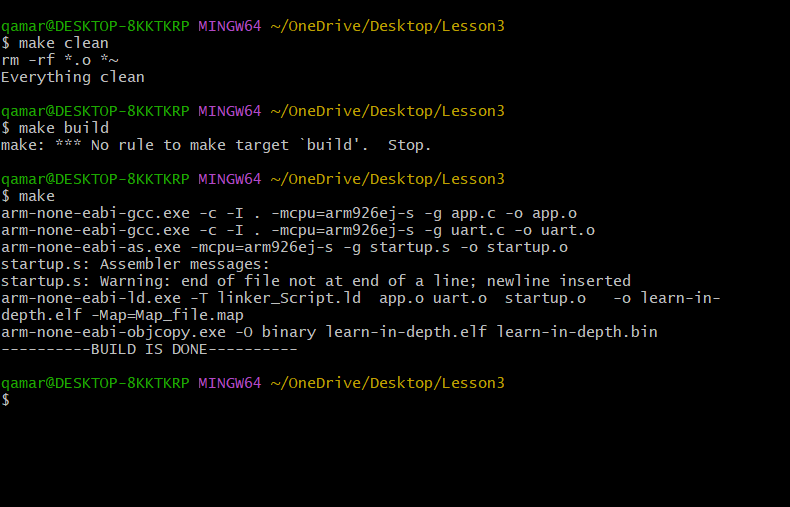 qamar@DESKTOP-8KKTKRP MINGW64 ~/OneDrive/Desktop/Lesson3
$ make clean
rm -rf *.o *~
Everything clean
qamar@DESKTOP-8KKTKRP MINGW64 ~/OneDrive/Desktop/Lesson3
$ make build
make: *** No rule to make target `build'.  Stop.
qamar@DESKTOP-8KKTKRP MINGW64 ~/OneDrive/Desktop/Lesson3
$ make
arm-none-eabi-gcc.exe -c -I . -mcpu=arm926ej-s -g app.c -o app.o
arm-none-eabi-gcc.exe -c -I . -mcpu=arm926ej-s -g uart.c -o uart.o
arm-none-eabi-as.exe -mcpu=arm926ej-s -g startup.s -o startup.o
startup.s: Assembler messages:
startup.s: Warning: end of file not at end of a line; newline inserted
arm-none-eabi-ld.exe -T linker_Script.ld  app.o uart.o  startup.o   -o learn-in-
depth.elf -Map=Map_file.map
arm-none-eabi-objcopy.exe -O binary learn-in-depth.elf learn-in-depth.bin
----------BUILD IS DONE----------
qamar@DESKTOP-8KKTKRP MINGW64 ~/OneDrive/Desktop/Lesson3
$